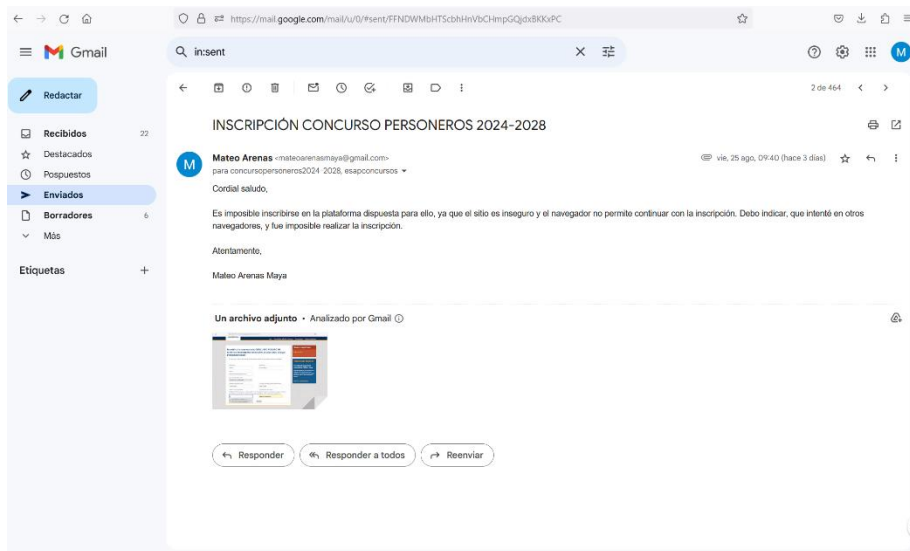 https://mail.google.com/mail/u/0/#sent/FFNDWMbHTScbhHnVbCHmpGQjdxBKKxPC
Gmail
in:sent
M
Redactar
2 de 464
Recibidos 22
Destacados
Pospuestos
Enviados
Borradores 6
Más
Etiquetas
INSCRIPCIÓN CONCURSO PERSONEROS 2024-2028
M
Mateo Arenas <mateoarenasmaya@gmail.com>
vie, 25 ago, 09:40 (hace 3 días)
para concursopersoneros2024-2028, esapconcursos
Cordial saludo,
Es imposible inscribirse en la plataforma dispuesta para ello, ya que el sitio es inseguro y el navegador no permite continuar con la inscripción. Debo indicar, que intenté en otros
navegadores, y fue imposible realizar la inscripción.
Atentamente,
Mateo Arenas Maya
Un archivo adjunto • Analizado por Gmail
Responder
Responder a todos
Reenviar